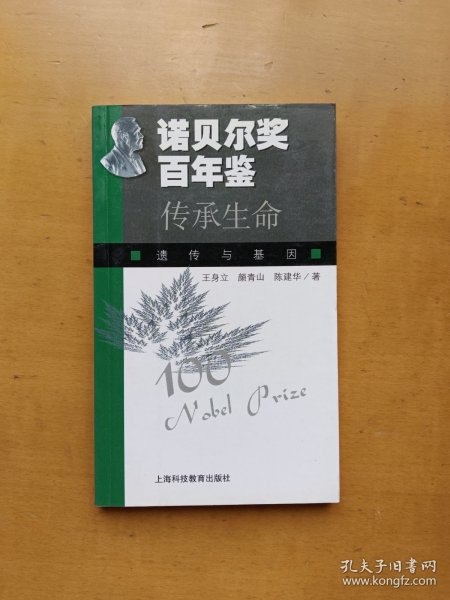 诺贝尔奖
百年鉴
传承生命
遗传与基因
王身立 颜青山 陈建华/著
100
Nobel Prize
上海科技教育出版社
孔夫子旧书网
www.kongfz.com